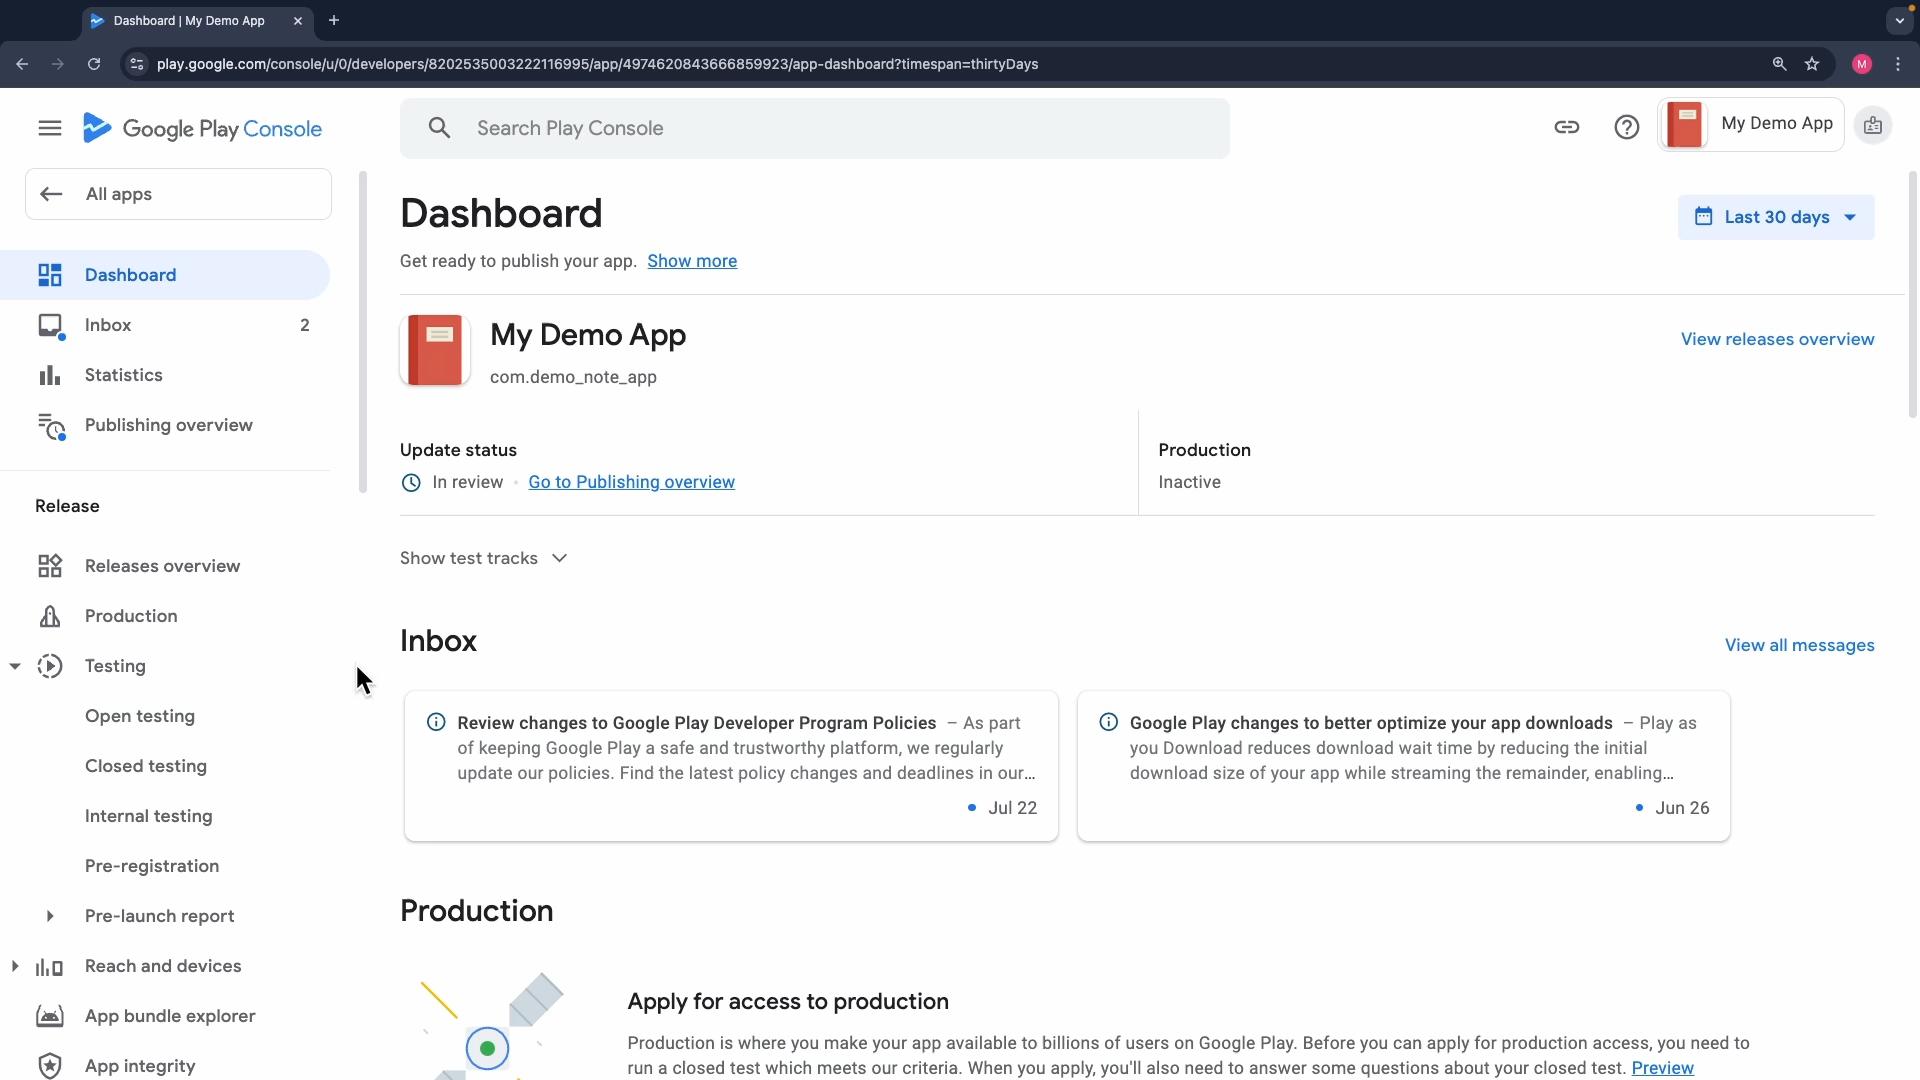 Dashboard | My Demo App
play.google.com/console/u/0/developers/8202535003222116995/app/4974620843666859923/app-dashboard?timespan=thirtyDays
M
Google Play Console
Search Play Console
My Demo App
All apps
Dashboard
Inbox 2
Statistics
Publishing overview
Release
Releases overview
Production
Testing
Open testing
Closed testing
Internal testing
Pre-registration
Pre-launch report
Reach and devices
App bundle explorer
App integrity
Dashboard
Last 30 days
Get ready to publish your app. Show more
My Demo App
View releases overview
com.demo_note_app
Update status
In review · Go to Publishing overview
Production
Inactive
Show test tracks
Inbox
View all messages
Review changes to Google Play Developer Program Policies – As part
of keeping Google Play a safe and trustworthy platform, we regularly
update our policies. Find the latest policy changes and deadlines in our...
• Jul 22
Google Play changes to better optimize your app downloads – Play as
you Download reduces download wait time by reducing the initial
download size of your app while streaming the remainder, enabling...
• Jun 26
Production
Apply for access to production
Production is where you make your app available to billions of users on Google Play. Before you can apply for production access, you need to
run a closed test which meets our criteria. When you apply, you'll also need to answer some questions about your closed test. Preview